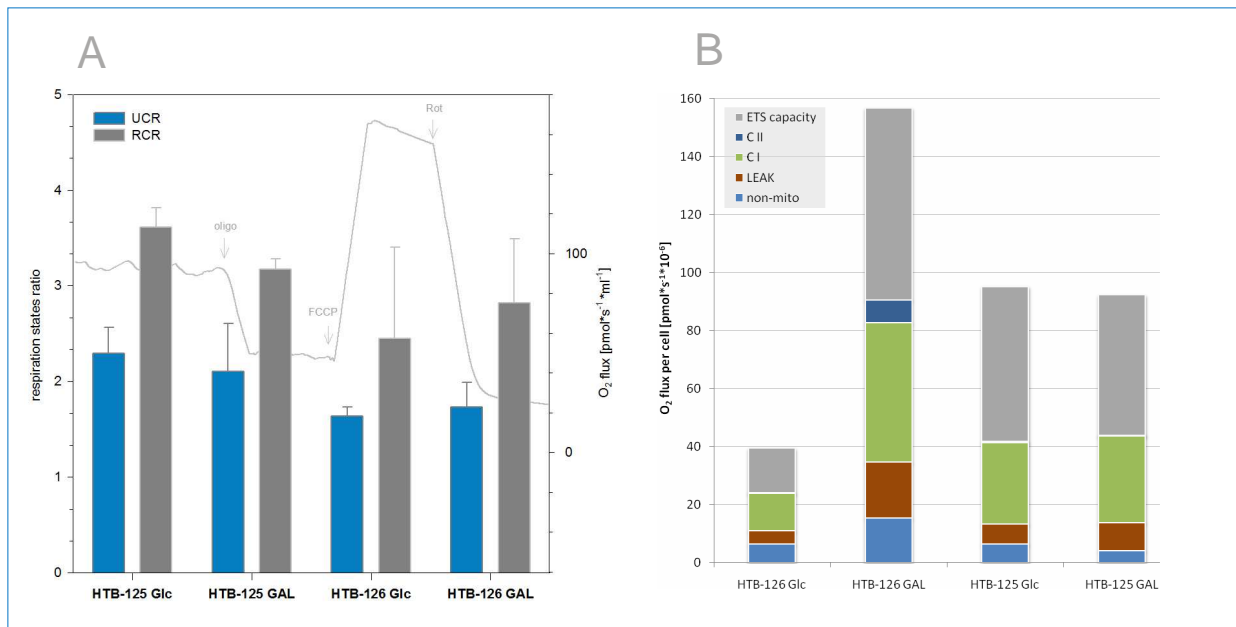 A
UCR
RCR
oligo
FCCP
Rot
5
4
3
2
1
0
respiration states ratio
100
0
O₂ flux [pmol*s⁻¹*ml⁻¹]
HTB-125 Glc HTB-125 GAL HTB-126 Glc HTB-126 GAL
B
ETS capacity
C II
C I
LEAK
non-mito
160
140
120
100
80
60
40
20
0
O₂ flux per cell [pmol*s⁻¹*10⁻⁶]
HTB-126 Glc HTB-126 GAL HTB-125 Glc HTB-125 GAL